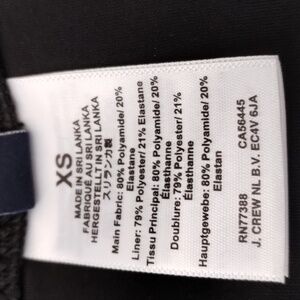 XS
MADE IN SRI LANKA
FABRIQUÉ AU SRI LANKA
HERGESTELLT IN SRI LANKA
スリランカ製
Main Fabric: 80% Polyamide/ 20%
Elastane
Liner: 79% Polyester/ 21% Elastane
Tissu Principal: 80% Polyamide/ 20%
Élasthanne
Doublure: 79% Polyester/ 21%
Élasthanne
Hauptgewebe: 80% Polyamide/ 20%
Elastan
RN77388 CA56445
J. CREW NL B.V. EC4V 6JA